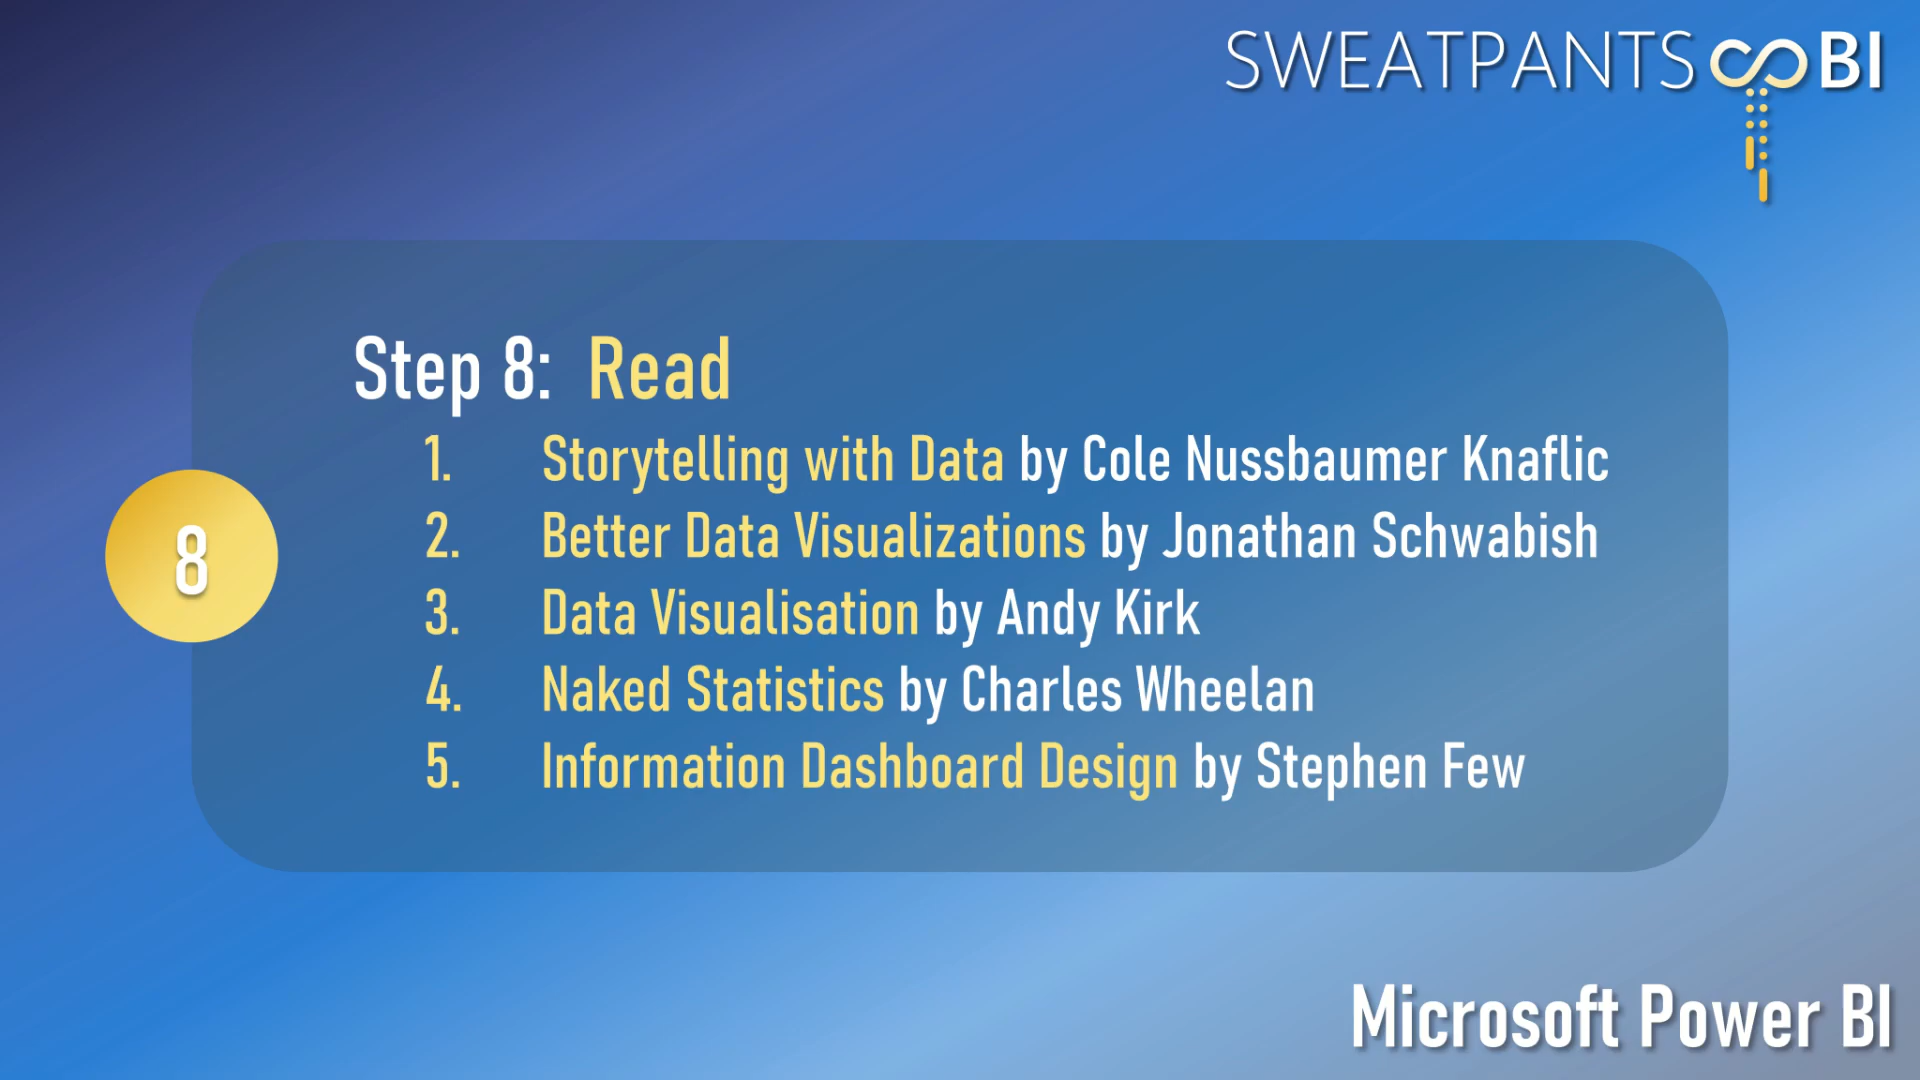 SWEATPANTS BI
Step 8: Read
1. Storytelling with Data by Cole Nussbaumer Knaflic
2. Better Data Visualizations by Jonathan Schwabish
3. Data Visualisation by Andy Kirk
4. Naked Statistics by Charles Wheelan
5. Information Dashboard Design by Stephen Few
8
Microsoft Power BI